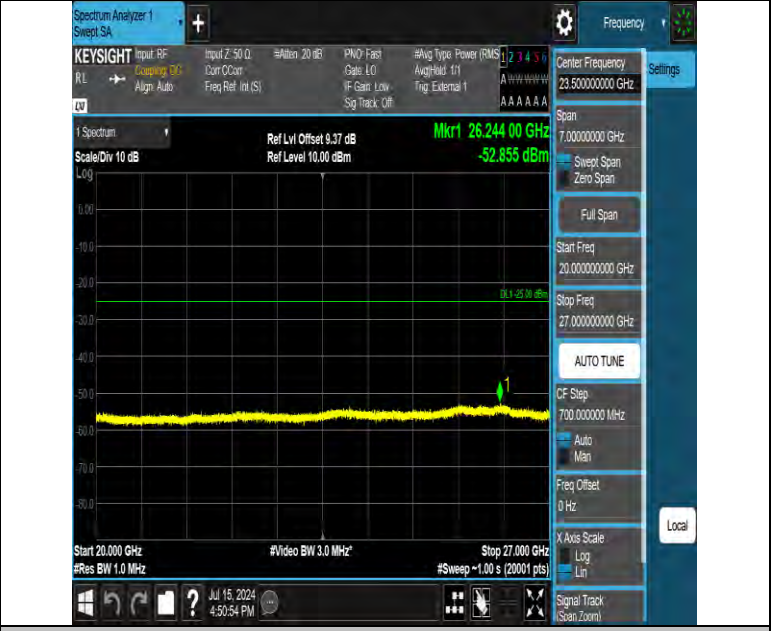 Spectrum Analyzer 1
Swept SA
+
Frequency
KEYSIGHT
RL
Input: RF
Coupling: DC
Align: Auto
Input Z: 50 Ω
Corr CCorr
Freq Ref: Int (S)
#Atten: 20 dB
PNO: Fast
Gate: LO
IF Gain: Low
Sig Track: Off
#Avg Type: Power (RMS
Avg|Hold: 1/1
Trig: External 1
1 2 3 4 5 6
A W W W W W
A A A A A A
LXI
1 Spectrum
Scale/Div 10 dB
Log
Ref Lvl Offset 9.37 dB
Ref Level 10.00 dBm
Mkr1 26.244 00 GHz
-52.855 dBm
0.00
-10.0
-20.0
-30.0
-40.0
-50.0
-60.0
-70.0
-80.0
DL1 -25.00 dBm
1
Start 20.000 GHz
#Res BW 1.0 MHz
#Video BW 3.0 MHz*
Stop 27.000 GHz
#Sweep ~1.00 s (20001 pts)
Center Frequency
23.500000000 GHz
Settings
Span
7.00000000 GHz
Swept Span
Zero Span
Full Span
Start Freq
20.000000000 GHz
Stop Freq
27.000000000 GHz
AUTO TUNE
CF Step
700.000000 MHz
Auto
Man
Freq Offset
0 Hz
X Axis Scale
Log
Lin
Local
Signal Track
(Span Zoom)
?
Jul 15, 2024
4:50:54 PM